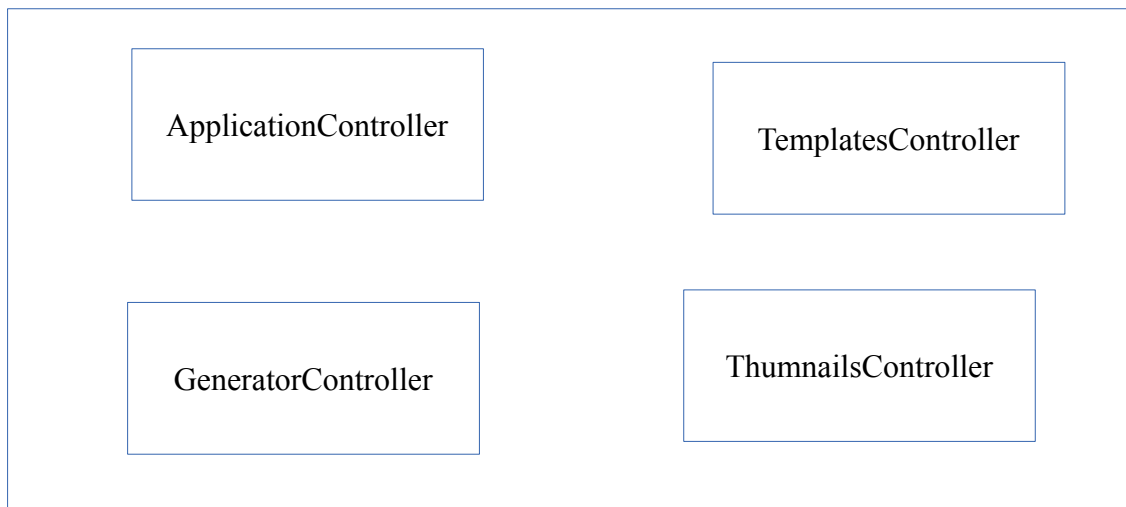 ApplicationController
TemplatesController
GeneratorController
ThumnailsController